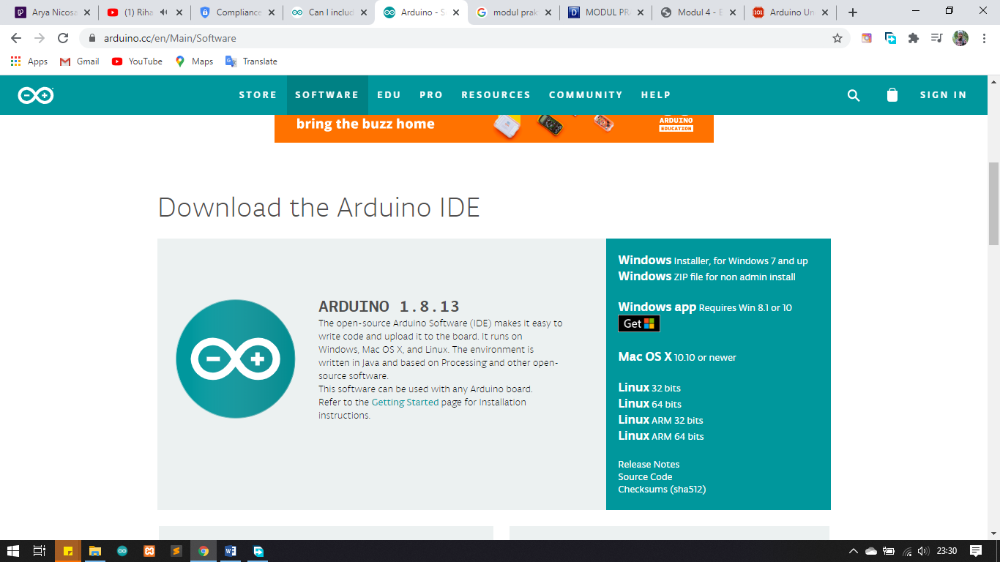 Arya Nicosa
(1) Riha
Compliance
Can I includ
Arduino - S
modul prak
MODUL PRA
Modul 4 - E
Arduino Un
arduino.cc/en/Main/Software
Apps Gmail YouTube Maps Translate
STORE SOFTWARE EDU PRO RESOURCES COMMUNITY HELP SIGN IN
bring the buzz home
ARDUINO
EDUCATION
Download the Arduino IDE
ARDUINO 1.8.13
The open-source Arduino Software (IDE) makes it easy to
write code and upload it to the board. It runs on
Windows, Mac OS X, and Linux. The environment is
written in Java and based on Processing and other open-
source software.
This software can be used with any Arduino board.
Refer to the Getting Started page for Installation
instructions.
Windows Installer, for Windows 7 and up
Windows ZIP file for non admin install
Windows app Requires Win 8.1 or 10
Get
Mac OS X 10.10 or newer
Linux 32 bits
Linux 64 bits
Linux ARM 32 bits
Linux ARM 64 bits
Release Notes
Source Code
Checksums (sha512)
23:30